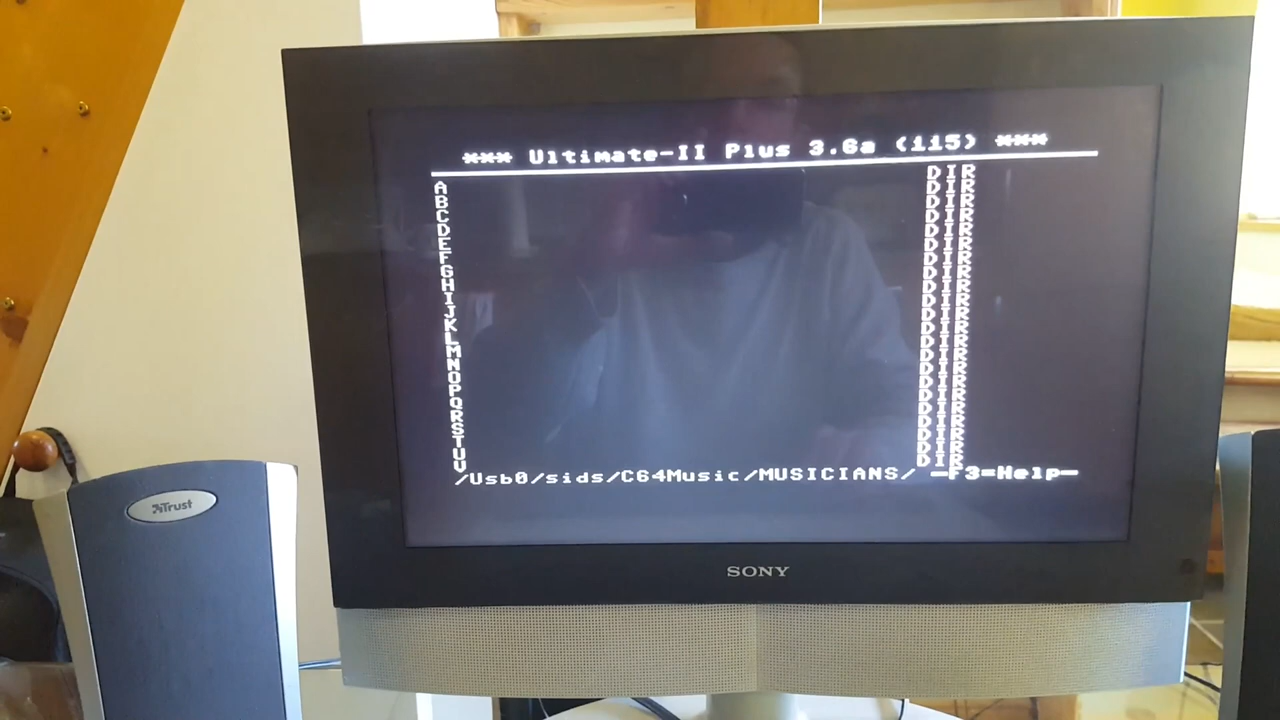 *** Ultimate-II Plus 3.6a (115) ***
A DIR
B DIR
C DIR
D DIR
E DIR
F DIR
G DIR
H DIR
I DIR
J DIR
K DIR
L DIR
M DIR
N DIR
O DIR
P DIR
Q DIR
R DIR
S DIR
T DIR
U DIR
V DIR
/Usb0/sids/C64Music/MUSICIANS/ —F3=Help—
SONY
Trust